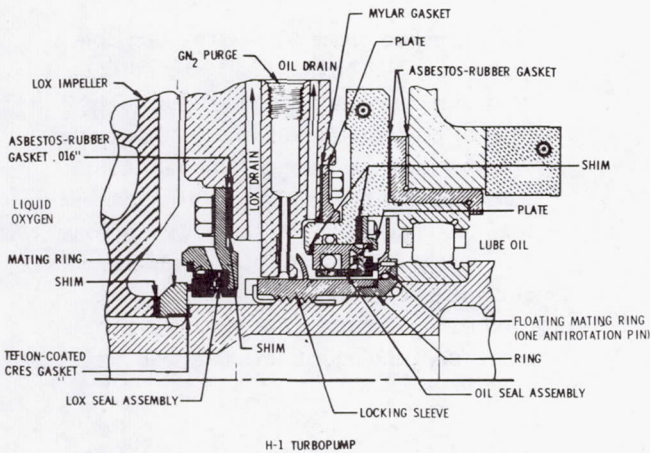 MYLAR GASKET
GN2 PURGE
OIL DRAIN
PLATE
LOX IMPELLER
ASBESTOS-RUBBER GASKET
ASBESTOS-RUBBER
GASKET .016"
LOX DRAIN
SHIM
LIQUID
OXYGEN
PLATE
LUBE OIL
MATING RING
SHIM
FLOATING MATING RING
(ONE ANTIROTATION PIN)
SHIM
RING
TEFLON-COATED
CRES GASKET
OIL SEAL ASSEMBLY
LOX SEAL ASSEMBLY
LOCKING SLEEVE
H-1 TURBOPUMP